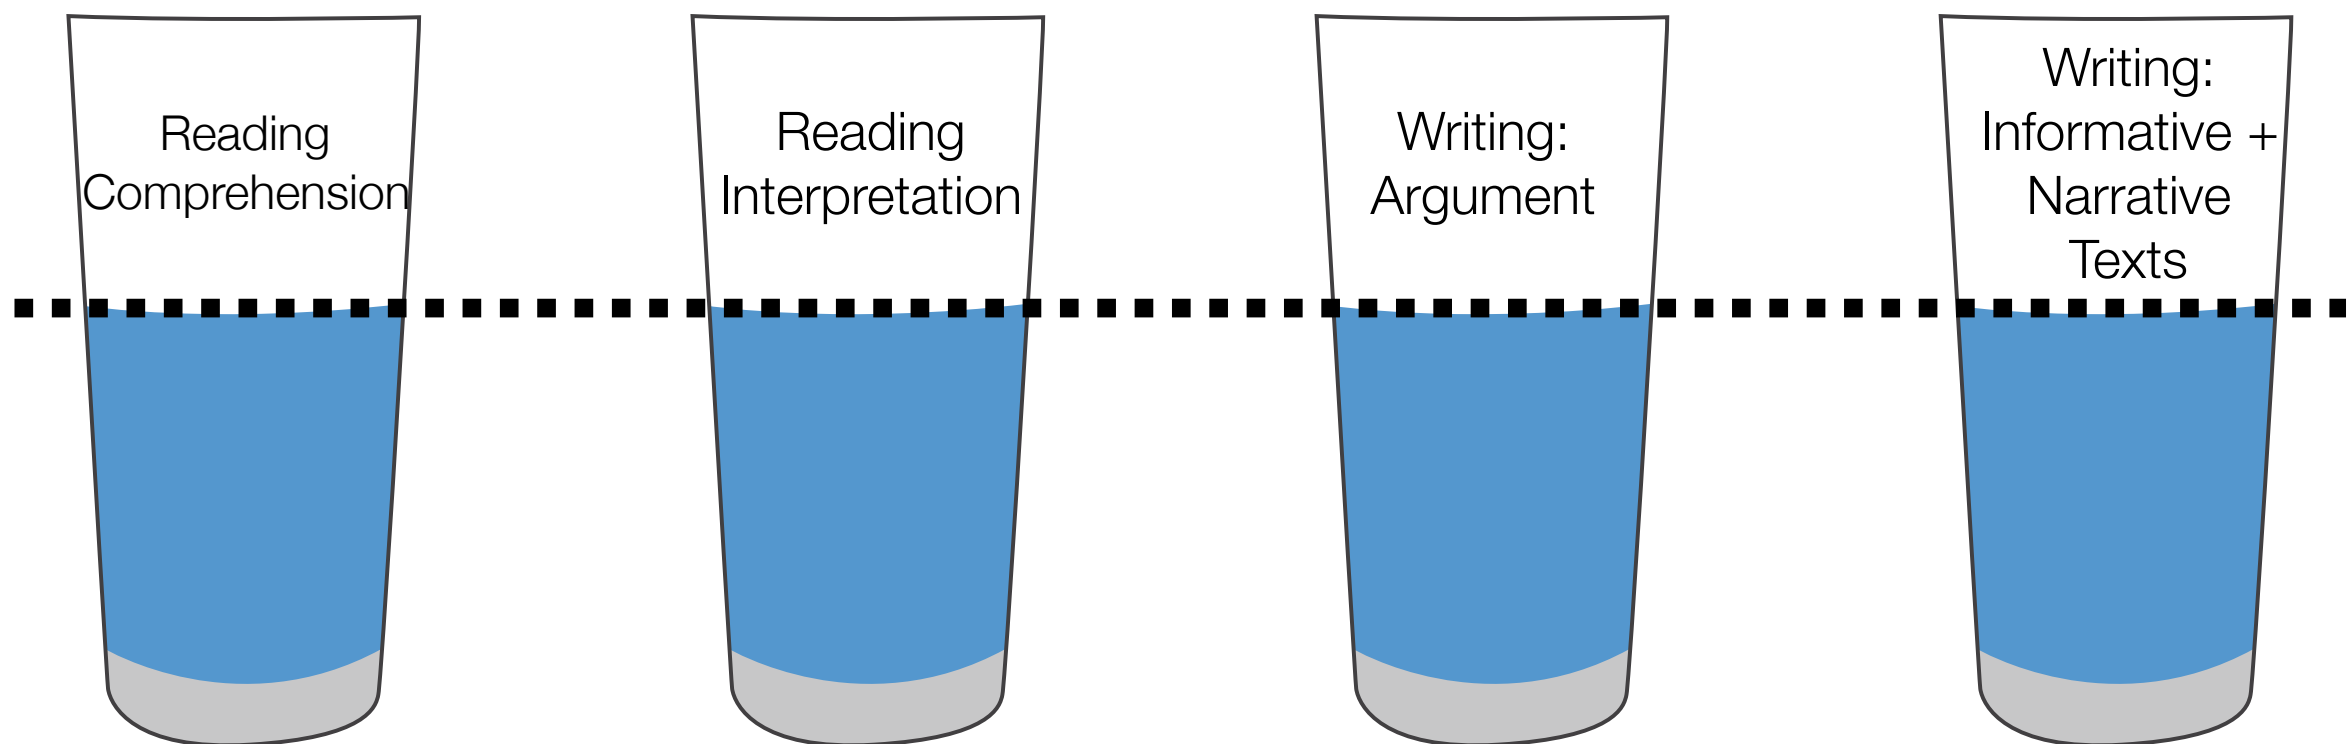 Reading
Comprehension
Reading
Interpretation
Writing:
Argument
Writing:
Informative +
Narrative
Texts